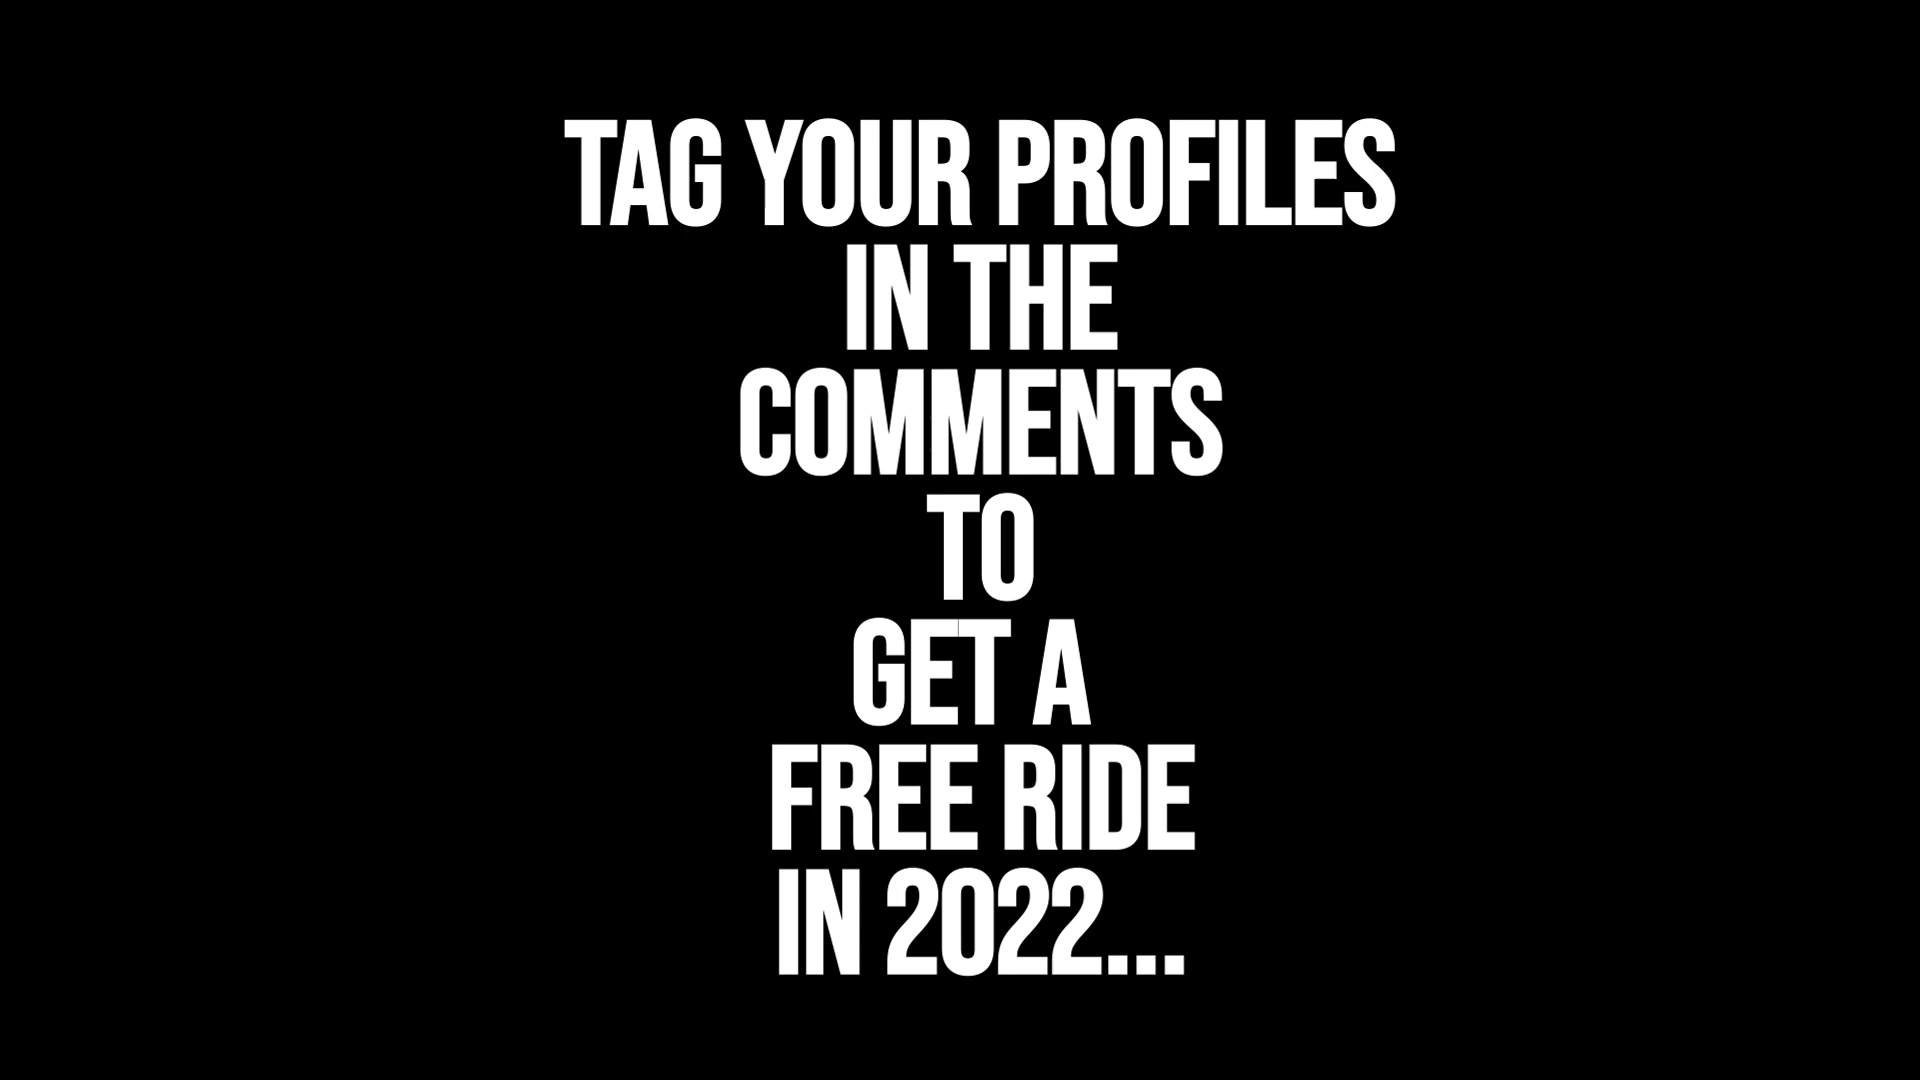 TAG YOUR PROFILES
IN THE
COMMENTS
TO
GET A
FREE RIDE
IN 2022...